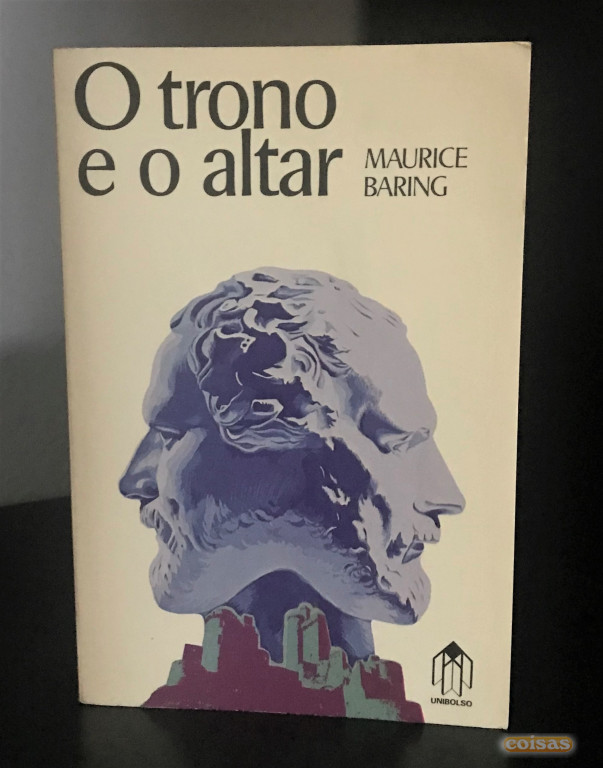 O trono
e o altar
MAURICE
BARING
UNIBOLSO
coisas